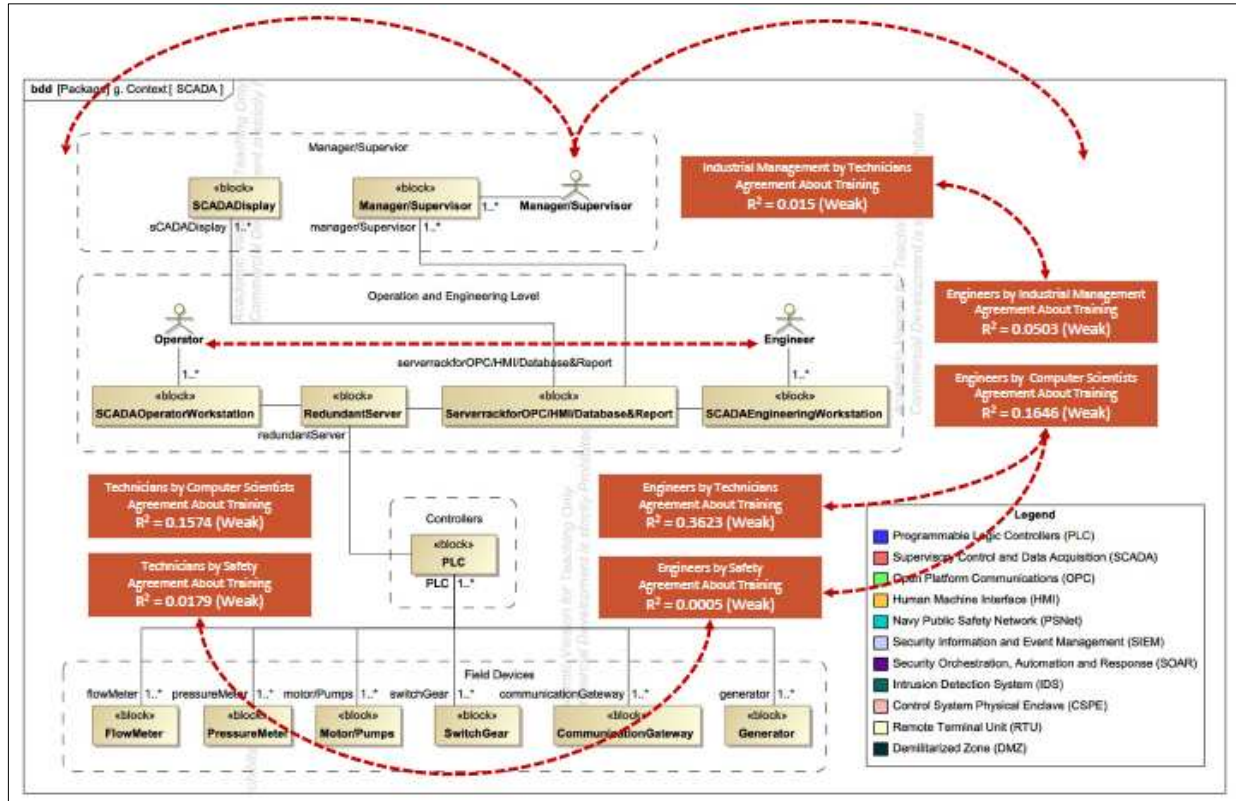 bdd [Package] g. Context [ SCADA ]
Manager/Supervior
«block»
SCADADisplay
sCADADisplay 1..*
«block»
Manager/Supervisor
manager/Supervisor 1..*
1..*
Manager/Supervisor
Industrial Management by Technicians
Agreement About Training
R² = 0.015 (Weak)
Operation and Engineering Level
Operator
1..*
Engineer
1..*
serverrackforOPC/HMI/Database&Report
1..*
«block»
SCADAOperatorWorkstation
«block»
RedundantServer
redundantServer
«block»
ServerrackforOPC/HMI/Database&Report
«block»
SCADAEngineeringWorkstation
Engineers by Industrial Management
Agreement About Training
R² = 0.0503 (Weak)
Engineers by Computer Scientists
Agreement About Training
R² = 0.1646 (Weak)
Technicians by Computer Scientists
Agreement About Training
R² = 0.1574 (Weak)
Technicians by Safety
Agreement About Training
R² = 0.0179 (Weak)
Controllers
«block»
PLC
PLC 1..*
Engineers by Technicians
Agreement About Training
R² = 0.3623 (Weak)
Engineers by Safety
Agreement About Training
R² = 0.0005 (Weak)
Legend
Programmable Logic Controllers (PLC)
Supervisory Control and Data Acquisition (SCADA)
Open Platform Communications (OPC)
Human Machine Interface (HMI)
Navy Public Safety Network (PSNet)
Security Information and Event Management (SIEM)
Security Orchestration, Automation and Response (SOAR)
Intrusion Detection System (IDS)
Control System Physical Enclave (CSPE)
Remote Terminal Unit (RTU)
Demilitarized Zone (DMZ)
Field Devices
flowMeter 1..*
pressureMeter 1..*
motor/Pumps 1..*
switchGear 1..*
communicationGateway 1..*
generator 1..*
«block»
FlowMeter
«block»
PressureMeter
«block»
Motor/Pumps
«block»
SwitchGear
«block»
CommunicationGateway
«block»
Generator